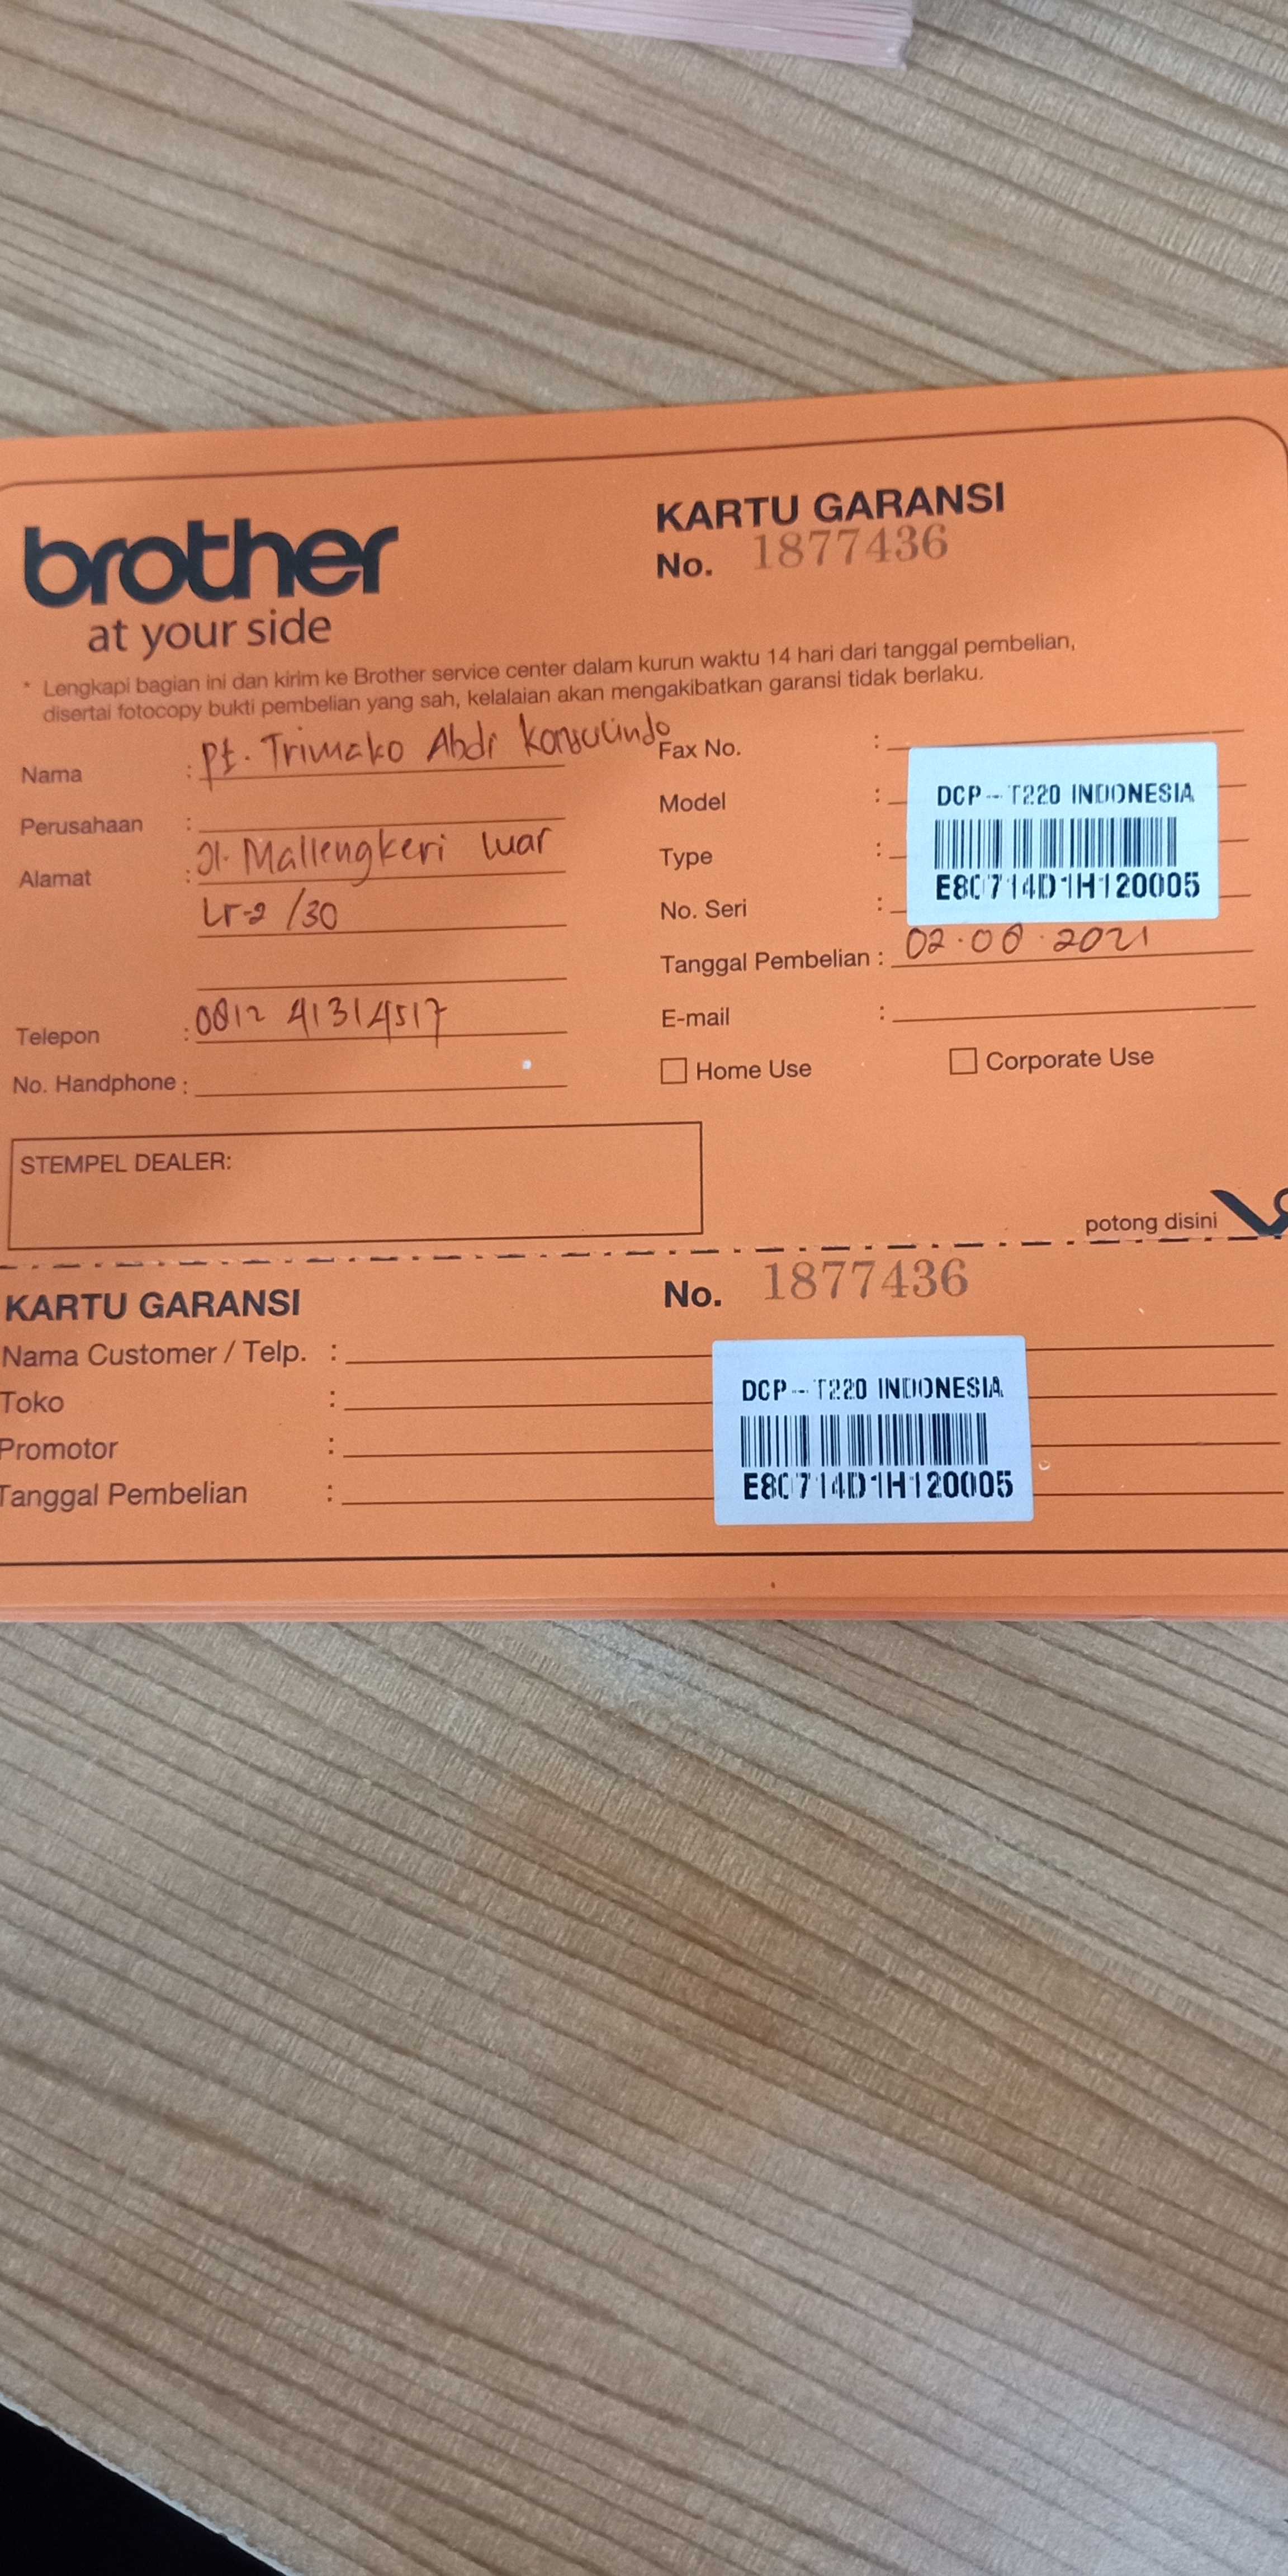 brother
at your side
KARTU GARANSI
No. 1877436
* Lengkapi bagian ini dan kirim ke Brother service center dalam kurun waktu 14 hari dari tanggal pembelian,
disertai fotocopy bukti pembelian yang sah, kelalaian akan mengakibatkan garansi tidak berlaku.
Nama : Pt. Trimako Abdi Konsulindo
Perusahaan :
Alamat : Jl. Mallengkeri luar
Lr-2 /30
Telepon : 0812 41314517
No. Handphone :
Fax No. :
Model :
Type :
No. Seri :
DCP-T220 INDONESIA
E80714D1H120005
Tanggal Pembelian : 02.06.2021
E-mail :
Home Use
Corporate Use
STEMPEL DEALER:
potong disini
KARTU GARANSI
No. 1877436
Nama Customer / Telp. :
Toko :
Promotor :
Tanggal Pembelian :
DCP-T220 INDONESIA
E80714D1H120005